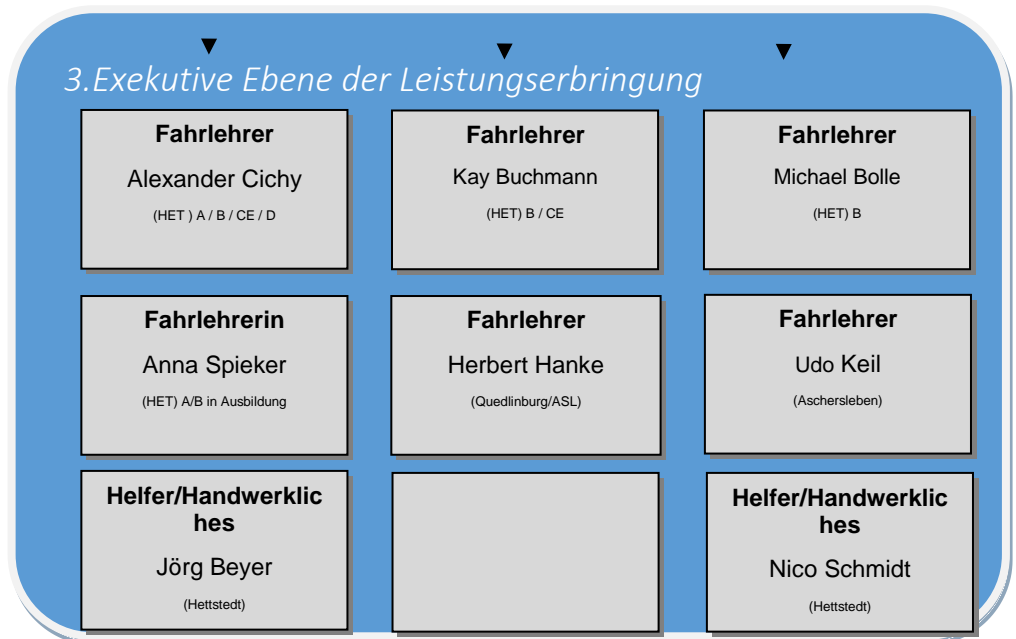 3.Exekutive Ebene der Leistungserbringung
Fahrlehrer
Alexander Cichy
(HET ) A / B / CE / D
Fahrlehrer
Kay Buchmann
(HET) B / CE
Fahrlehrer
Michael Bolle
(HET) B
Fahrlehrerin
Anna Spieker
(HET) A/B in Ausbildung
Fahrlehrer
Herbert Hanke
(Quedlinburg/ASL)
Fahrlehrer
Udo Keil
(Aschersleben)
Helfer/Handwerklic
hes
Jörg Beyer
(Hettstedt)
Helfer/Handwerklic
hes
Nico Schmidt
(Hettstedt)